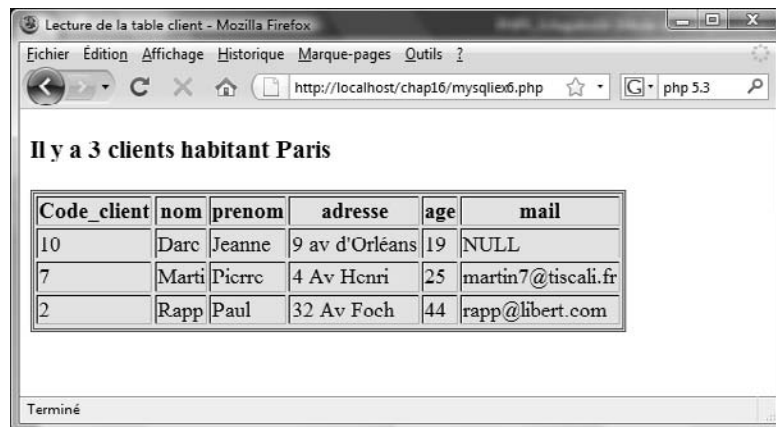 Lecture de la table client - Mozilla Firefox
Fichier Édition Affichage Historique Marque-pages Outils ?
http://localhost/chap16/mysqliex6.php G php 5.3
Il y a 3 clients habitant Paris
Code_client nom prenom adresse age mail
10 Darc Jeanne 9 av d'Orléans 19 NULL
7 Marti Pierre 4 Av Henri 25 martin7@tiscali.fr
2 Rapp Paul 32 Av Foch 44 rapp@libert.com
Terminé